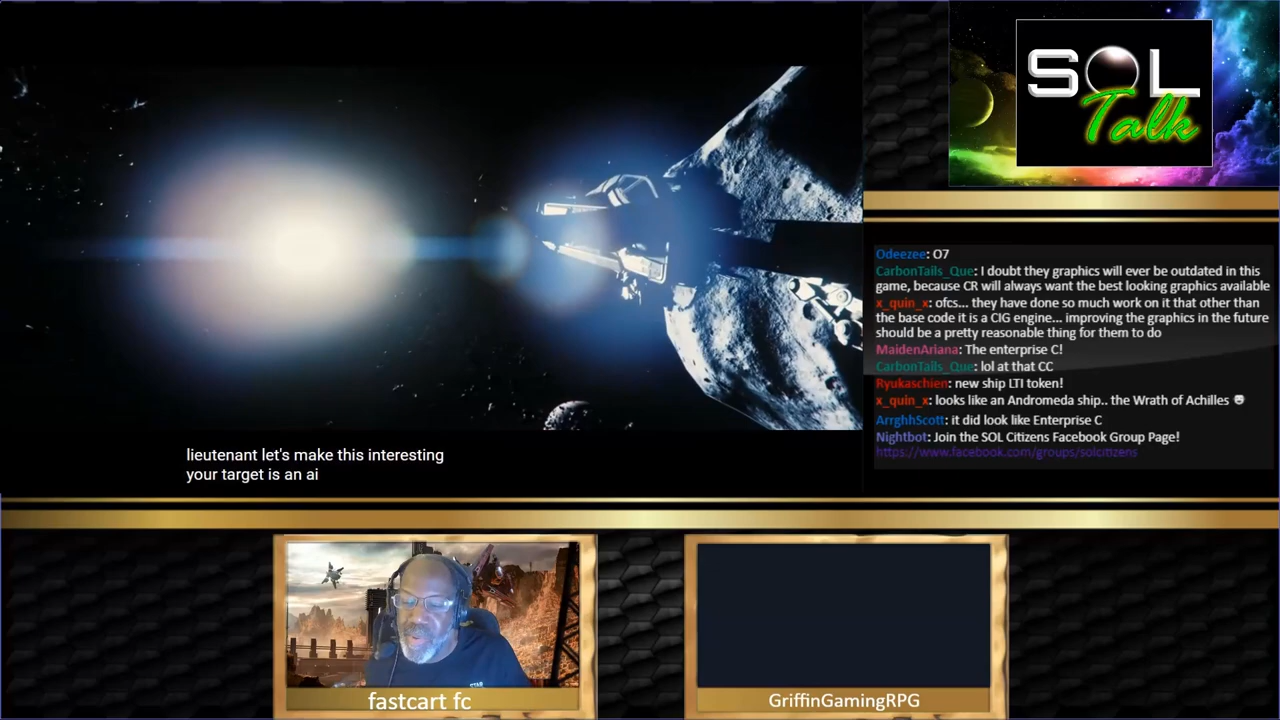 SOL
Talk
Odeezee: O7
CarbonTails_Que: I doubt they graphics will ever be outdated in this
game, because CR will always want the best looking graphics available
x_quin_x: ofcs... they have done so much work on it that other than
the base code it is a CIG engine... improving the graphics in the future
should be a pretty reasonable thing for them to do
MaidenAriana: The enterprise C!
CarbonTails_Que: lol at that CC
Ryukaschien: new ship LTI token!
x_quin_x: looks like an Andromeda ship.. the Wrath of Achilles
ArrghhScott: it did look like Enterprise C
Nightbot: Join the SOL Citizens Facebook Group Page!
https://www.facebook.com/groups/solcitizens
lieutenant let's make this interesting
your target is an ai
fastcart fc
GriffinGamingRPG